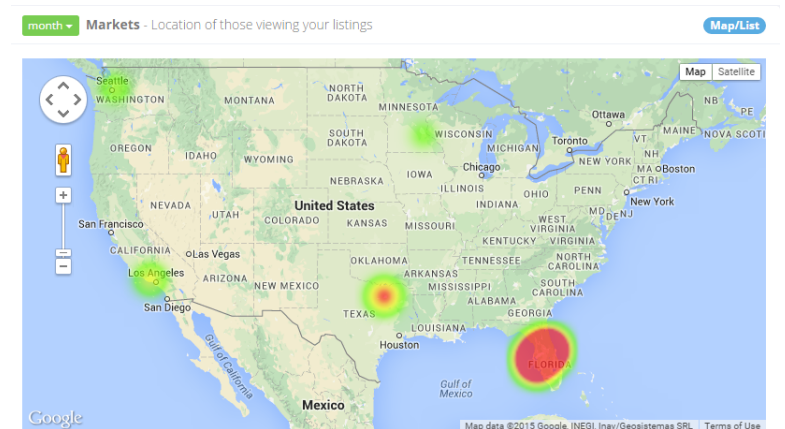 month Markets - Location of those viewing your listings Map/List
Map Satellite
Seattle
WASHINGTON
MONTANA
NORTH
DAKOTA
MINNESOTA
Ottawa
NB
PE
OREGON
IDAHO
WYOMING
SOUTH
DAKOTA
WISCONSIN
MICHIGAN
Toronto
VT
MAINE
NOVA SCOTI
NH
NEW YORK
MA
Boston
CT RI
Chicago
IOWA
NEBRASKA
ILLINOIS
INDIANA
OHIO
PENN
New York
NEVADA
UTAH
COLORADO
United States
KANSAS
MISSOURI
WEST
VIRGINIA
MD
DE
NJ
San Francisco
CALIFORNIA
Las Vegas
KENTUCKY
VIRGINIA
Los Angeles
ARIZONA
NEW MEXICO
OKLAHOMA
ARKANSAS
TENNESSEE
NORTH
CAROLINA
San Diego
TEXAS
MISSISSIPPI
ALABAMA
SOUTH
CAROLINA
GEORGIA
LOUISIANA
Houston
FLORIDA
Gulf of
California
Gulf of
Mexico
Mexico
Google
Map data ©2015 Google, INEGI, Inav/Geosistemas SRL Terms of Use